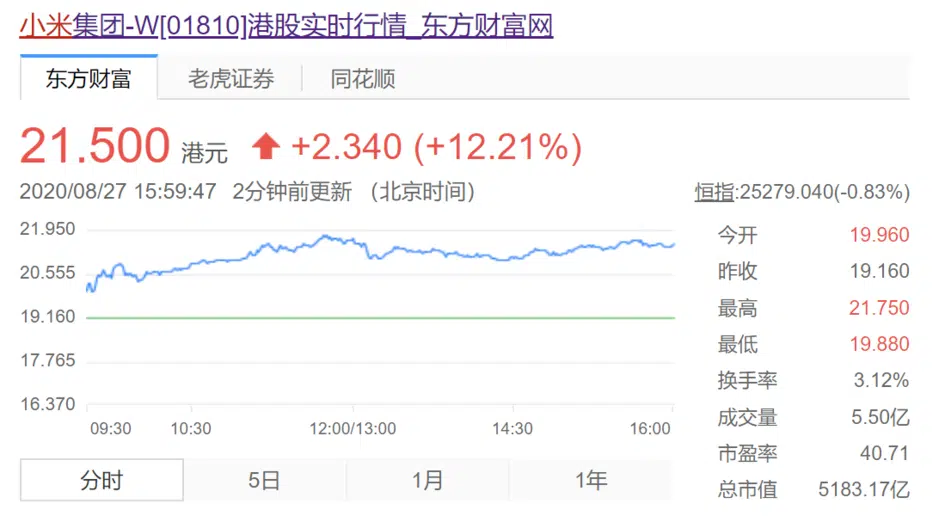 小米集团-W[01810]港股实时行情_东方财富网
东方财富 老虎证券 同花顺
21.500 港元 +2.340 (+12.21%)
2020/08/27 15:59:47 2分钟前更新 (北京时间) 恒指:25279.040(-0.83%)
21.950
20.555
19.160
17.765
16.370
09:30 10:30 12:00/13:00 14:30 16:00
今开 19.960
昨收 19.160
最高 21.750
最低 19.880
换手率 3.12%
成交量 5.50亿
市盈率 40.71
总市值 5183.17亿
分时 5日 1月 1年